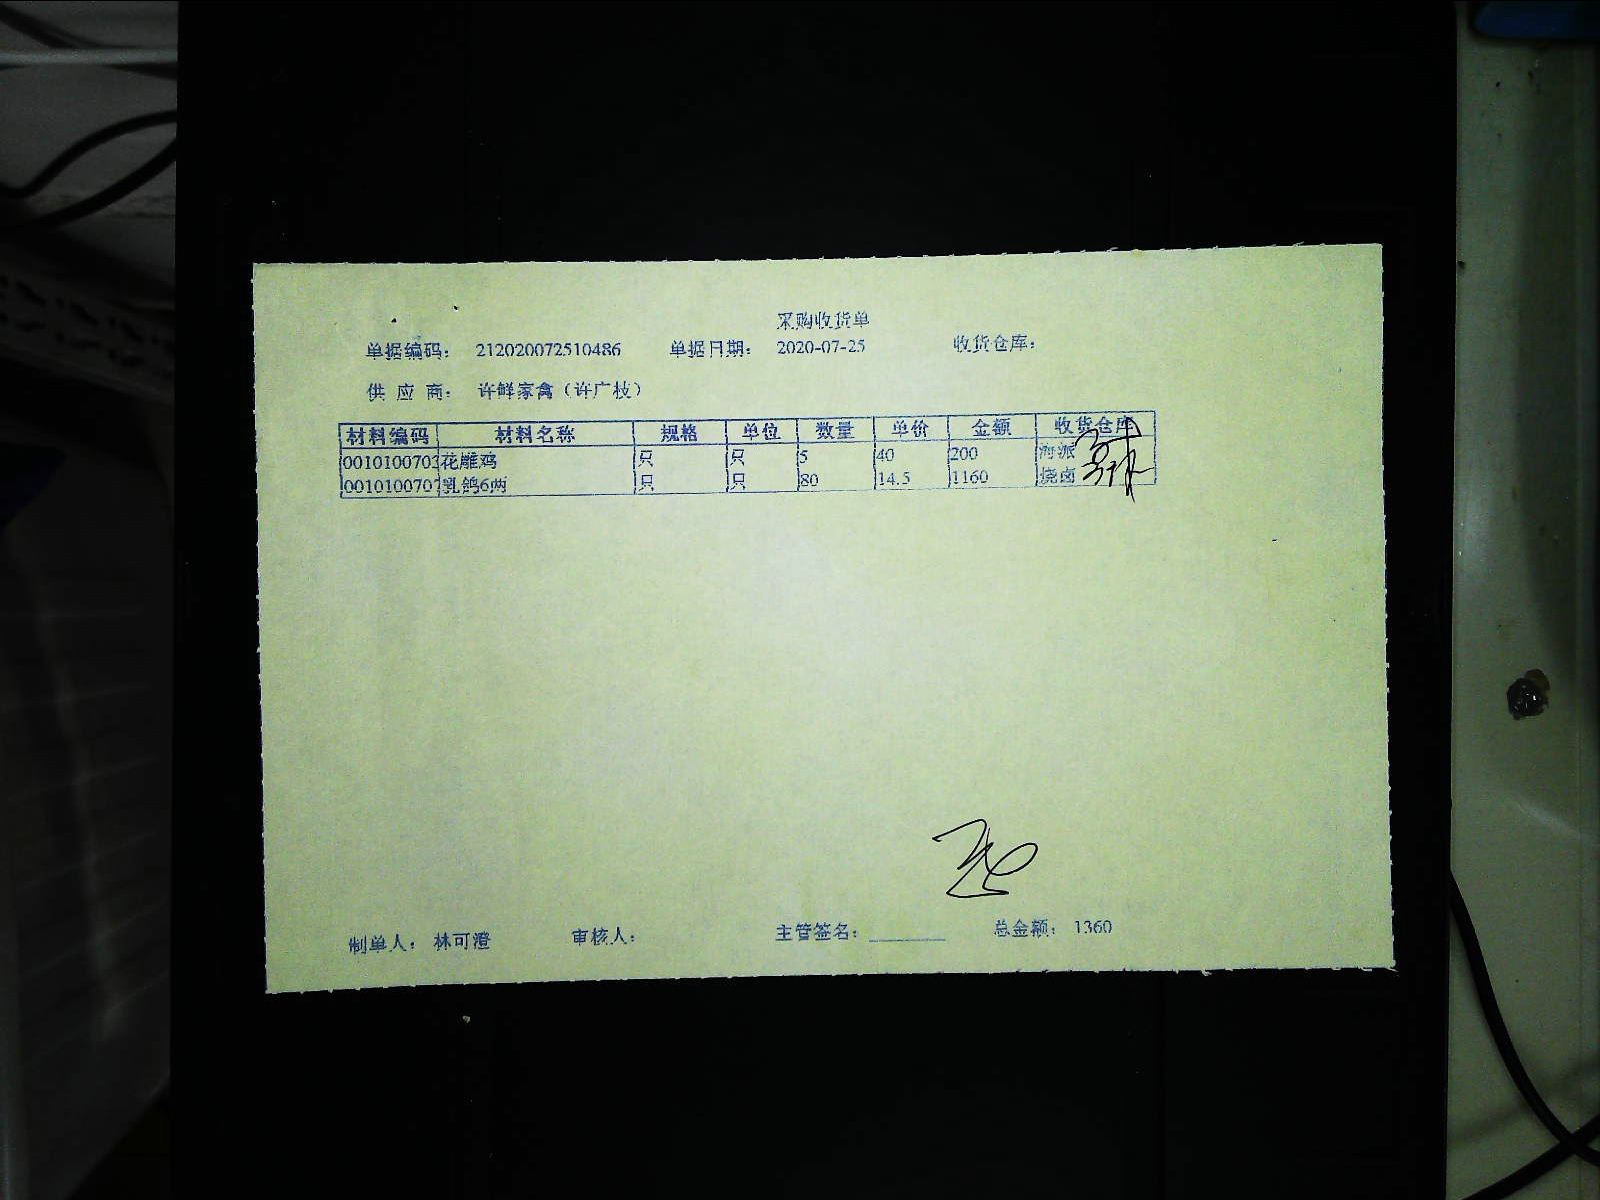 采购收货单
单据编码： 212020072510486 单据日期： 2020-07-25 收货仓库：
供 应 商： 许鲜家禽（许广枝）
材料编码 材料名称 规格 单位 数量 单价 金额 收货仓库
0010100703 花雕鸡 只 只 5 40 200 海派
0010100707 乳鸽6两 只 只 80 14.5 1160 烧卤
制单人： 林可澄 审核人： 主管签名： 总金额： 1360